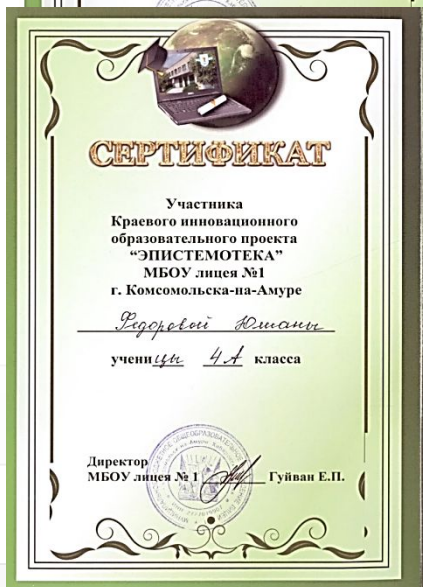 СЕРТИФИКАТ
Участника
Краевого инновационного
образовательного проекта
“ЭПИСТЕМОТЕКА”
МБОУ лицея №1
г. Комсомольска-на-Амуре
Федоровой Юлианы
ученицы 4А класса
Директор
МБОУ лицея № 1 Гуйван Е.П.